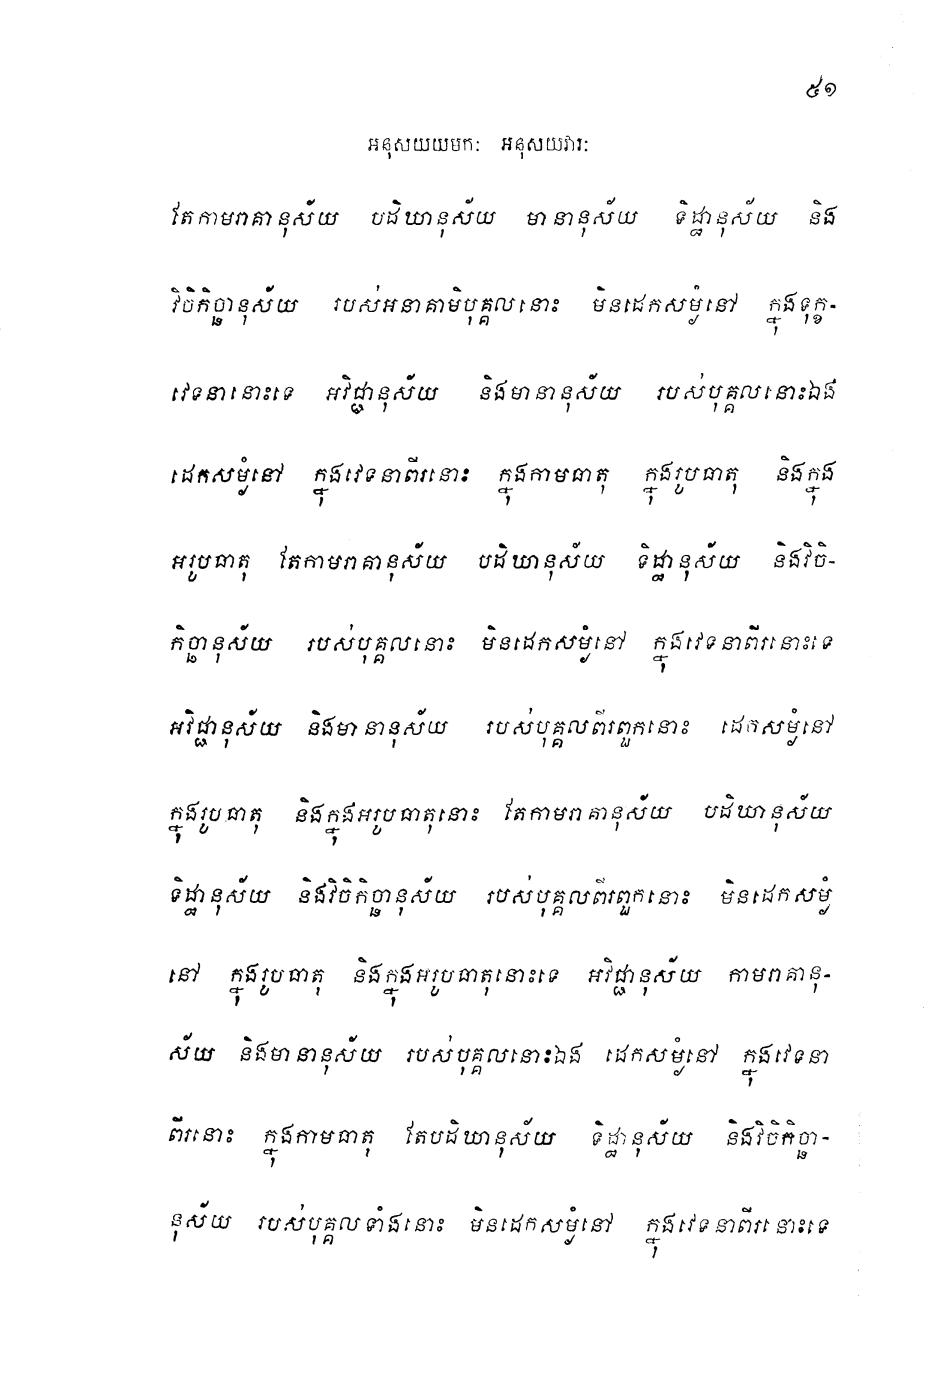 ៥១
អនុសយយមកៈ អនុសយវារៈ
តែកាមរាគានុស័យ បដិឃានុស័យ មានានុស័យ ទិដ្ឋានុស័យ និង
វិចិកិច្ឆានុស័យ របស់អនាគាមិបុគ្គលនោះ មិនដេកសម្ងំនៅ ក្នុងទុក្ខ-
វេទនានោះទេ អវិជ្ជានុស័យ និងមានានុស័យ របស់បុគ្គលនោះឯង
ដេកសម្ងំនៅ ក្នុងវេទនាពីរនោះ ក្នុងកាមធាតុ ក្នុងរូបធាតុ និងក្នុង
អរូបធាតុ តែកាមរាគានុស័យ បដិឃានុស័យ ទិដ្ឋានុស័យ និងវិចិ-
កិច្ឆានុស័យ របស់បុគ្គលនោះ មិនដេកសម្ងំនៅ ក្នុងវេទនាពីរនោះទេ
អវិជ្ជានុស័យ និងមានានុស័យ របស់បុគ្គលពីរពួកនោះ ដេកសម្ងំនៅ
ក្នុងរូបធាតុ និងក្នុងអរូបធាតុនោះ តែកាមរាគានុស័យ បដិឃានុស័យ
ទិដ្ឋានុស័យ និងវិចិកិច្ឆានុស័យ របស់បុគ្គលពីរពួកនោះ មិនដេកសម្ងំ
នៅ ក្នុងរូបធាតុ និងក្នុងអរូបធាតុនោះទេ អវិជ្ជានុស័យ កាមរាគានុ-
ស័យ និងមានានុស័យ របស់បុគ្គលនោះឯង ដេកសម្ងំនៅ ក្នុងវេទនា
ពីរនោះ ក្នុងកាមធាតុ តែបដិឃានុស័យ ទិដ្ឋានុស័យ និងវិចិកិច្ឆា-
នុស័យ របស់បុគ្គលទាំងនោះ មិនដេកសម្ងំនៅ ក្នុងវេទនាពីរនោះទេ